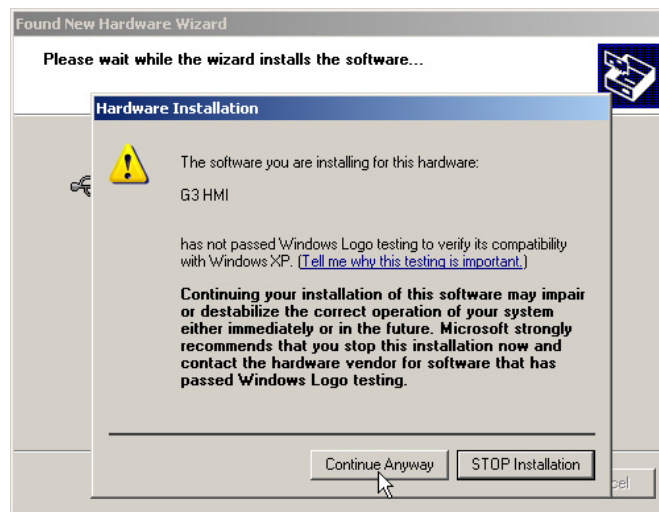 Found New Hardware Wizard
Please wait while the wizard installs the software...
Hardware Installation
The software you are installing for this hardware:
G3 HMI
has not passed Windows Logo testing to verify its compatibility
with Windows XP. (Tell me why this testing is important.)
Continuing your installation of this software may impair
or destabilize the correct operation of your system
either immediately or in the future. Microsoft strongly
recommends that you stop this installation now and
contact the hardware vendor for software that has
passed Windows Logo testing.
Continue Anyway
STOP Installation